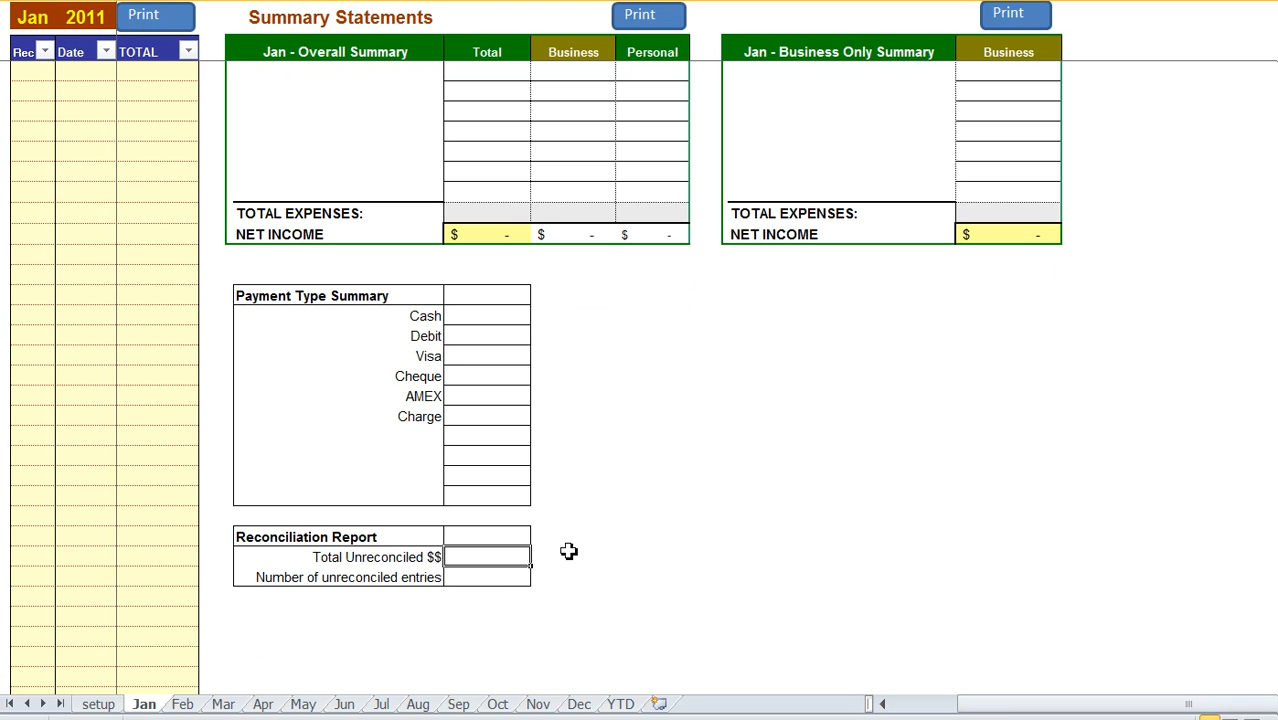 Jan 2011 Print Summary Statements Print Print
Rec Date TOTAL Jan - Overall Summary Total Business Personal Jan - Business Only Summary Business
TOTAL EXPENSES: TOTAL EXPENSES:
NET INCOME $ - $ - $ - NET INCOME $ -
Payment Type Summary
Cash
Debit
Visa
Cheque
AMEX
Charge
Reconciliation Report
Total Unreconciled $$
Number of unreconciled entries
setup Jan Feb Mar Apr May Jun Jul Aug Sep Oct Nov Dec YTD